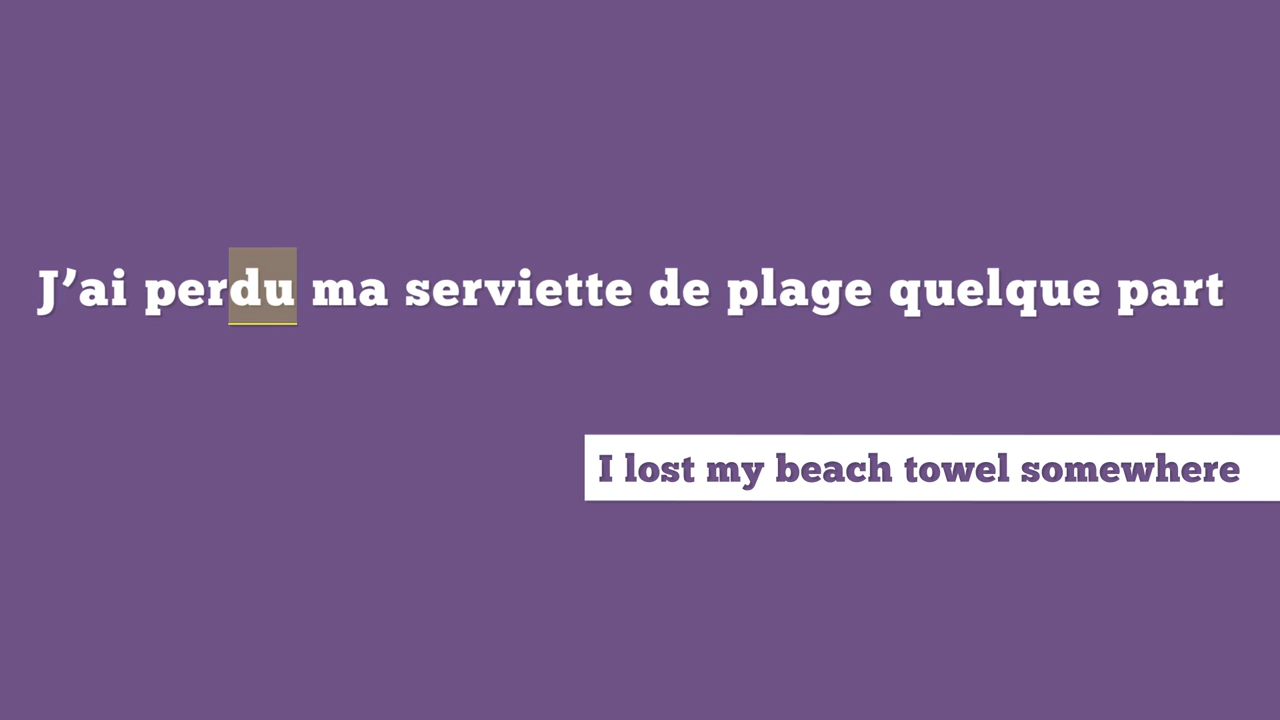 J’ai perdu ma serviette de plage quelque part
I lost my beach towel somewhere